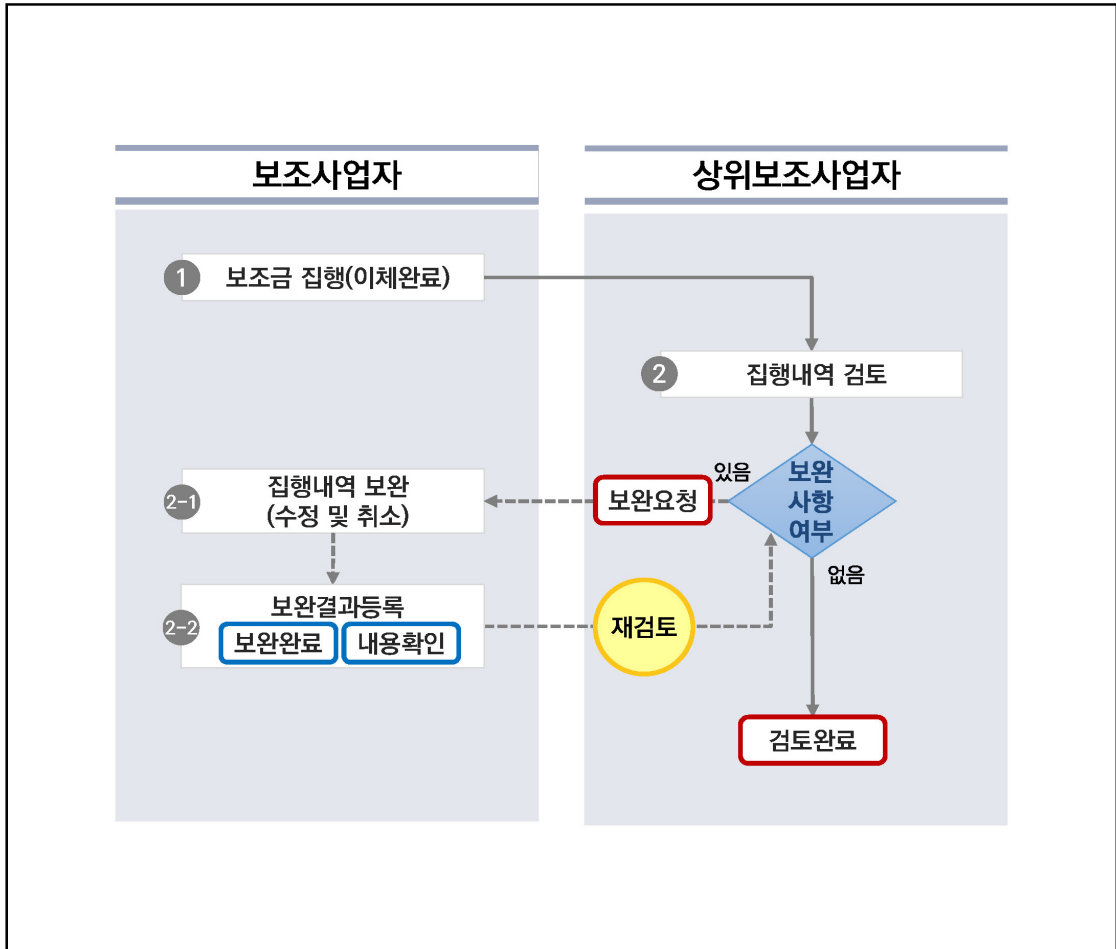 보조사업자
상위보조사업자
1
보조금 집행(이체완료)
2
집행내역 검토
보완
사항
여부
있음
보완요청
2-1
집행내역 보완
(수정 및 취소)
2-2
보완결과등록
보완완료
내용확인
재검토
없음
검토완료